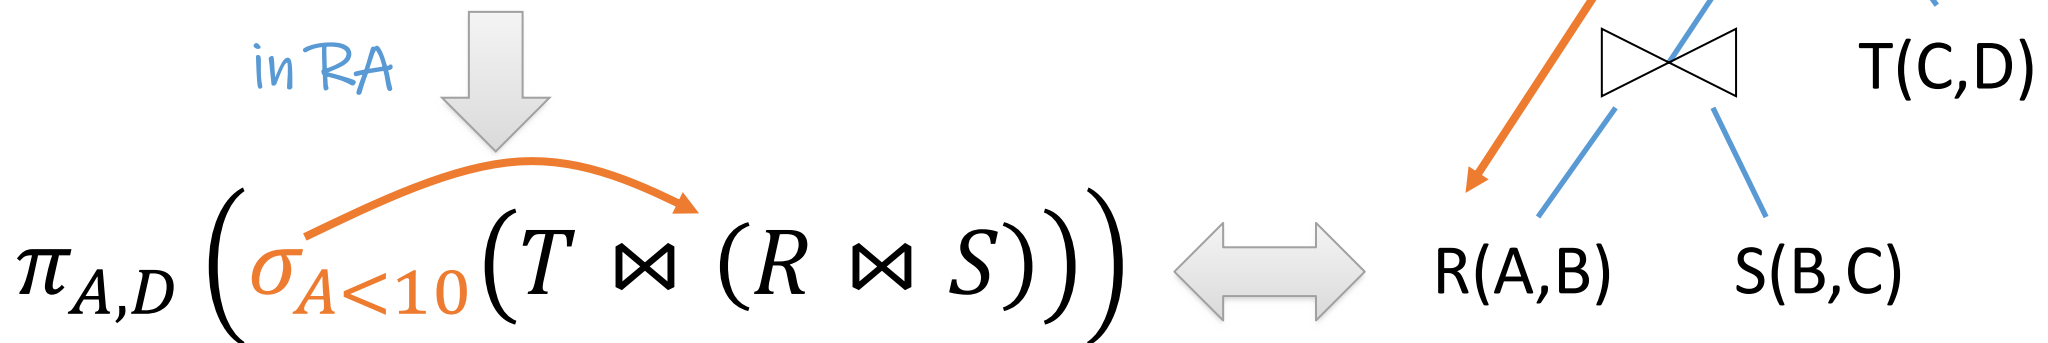 in RA
T(C,D)
π_{A,D} (σ_{A<10} (T ⋈ (R ⋈ S)))
R(A,B) S(B,C)